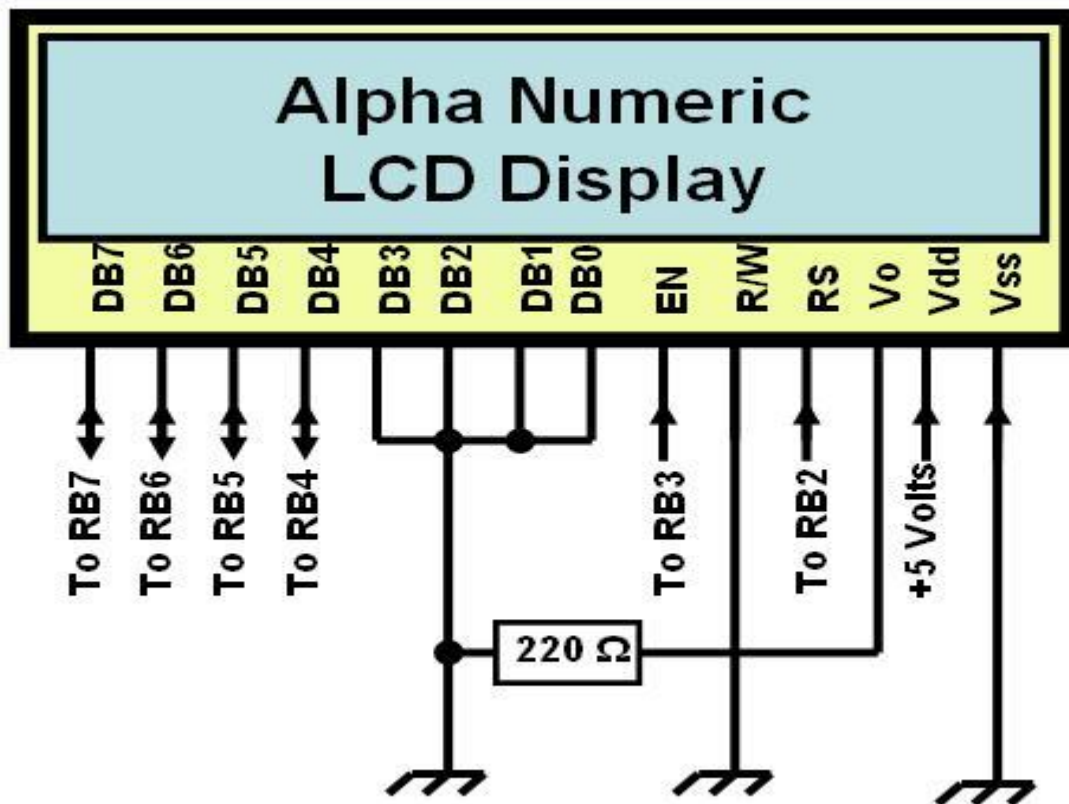 Alpha Numeric
LCD Display
DB7
DB6
DB5
DB4
DB3
DB2
DB1
DB0
EN
R/W
RS
Vo
Vdd
Vss
To RB7
To RB6
To RB5
To RB4
To RB3
To RB2
+5 Volts
220 Ω